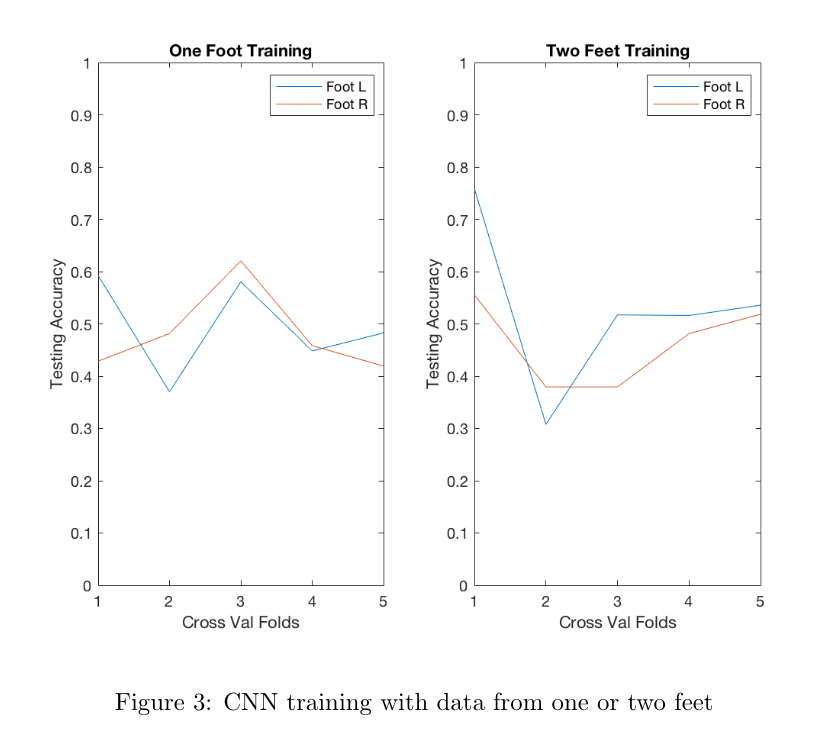 One Foot Training
1
0.9
0.8
0.7
0.6
0.5
0.4
0.3
0.2
0.1
0
Testing Accuracy
Foot L
Foot R
1 2 3 4 5
Cross Val Folds
Two Feet Training
1
0.9
0.8
0.7
0.6
0.5
0.4
0.3
0.2
0.1
0
Testing Accuracy
Foot L
Foot R
1 2 3 4 5
Cross Val Folds
Figure 3: CNN training with data from one or two feet